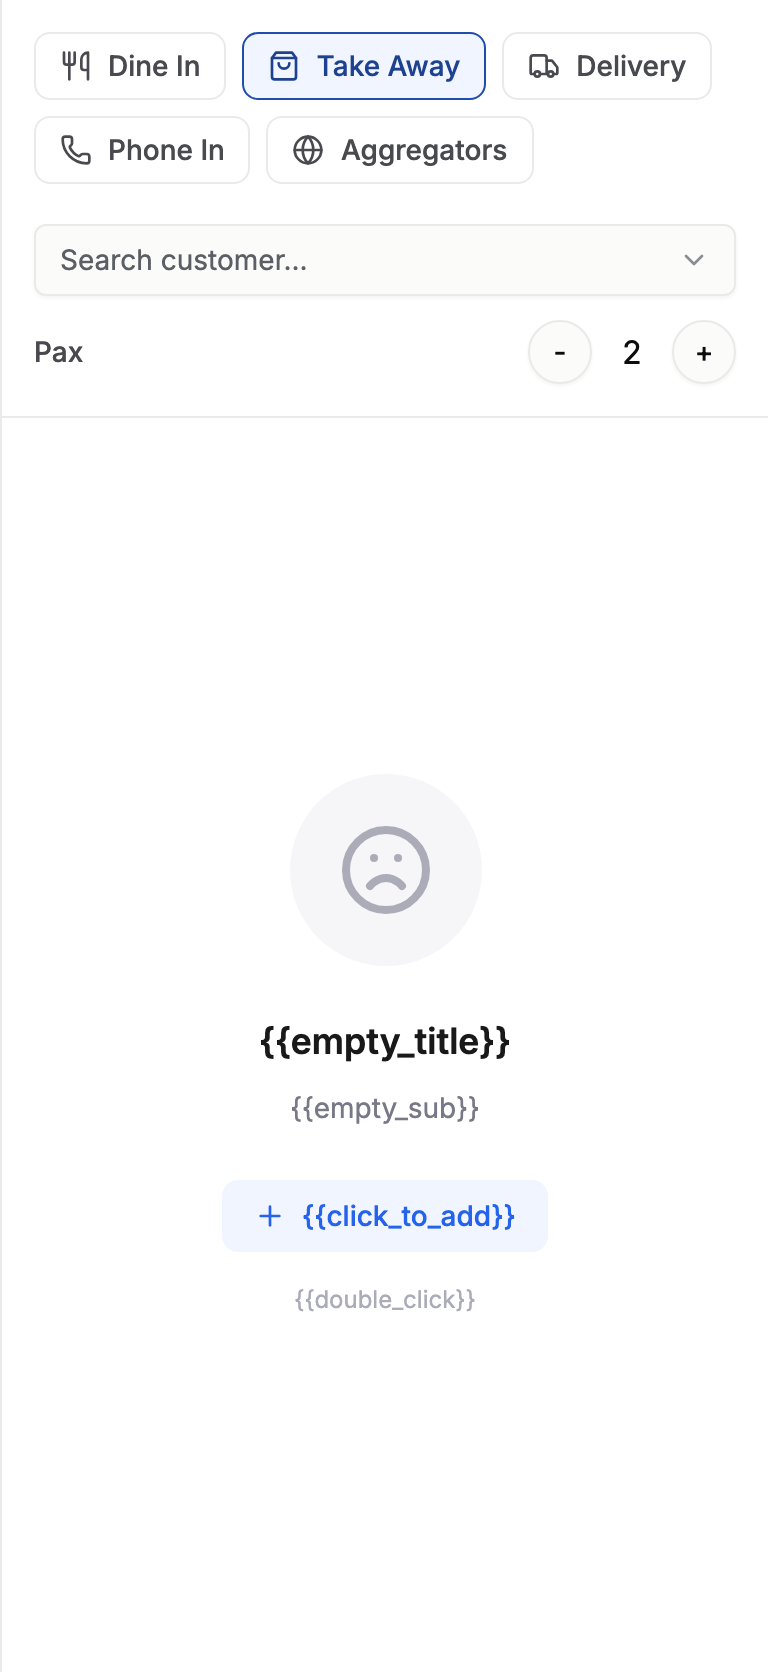 Dine In
Take Away
Delivery
Phone In
Aggregators
Search customer...
Pax
- 2 +
{{empty_title}}
{{empty_sub}}
+ {{click_to_add}}
{{double_click}}